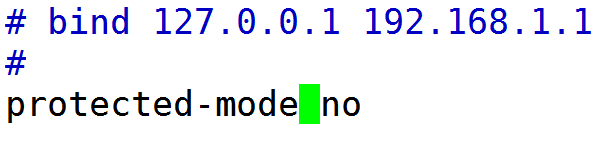 # bind 127.0.0.1 192.168.1.1
#
protected-mode no